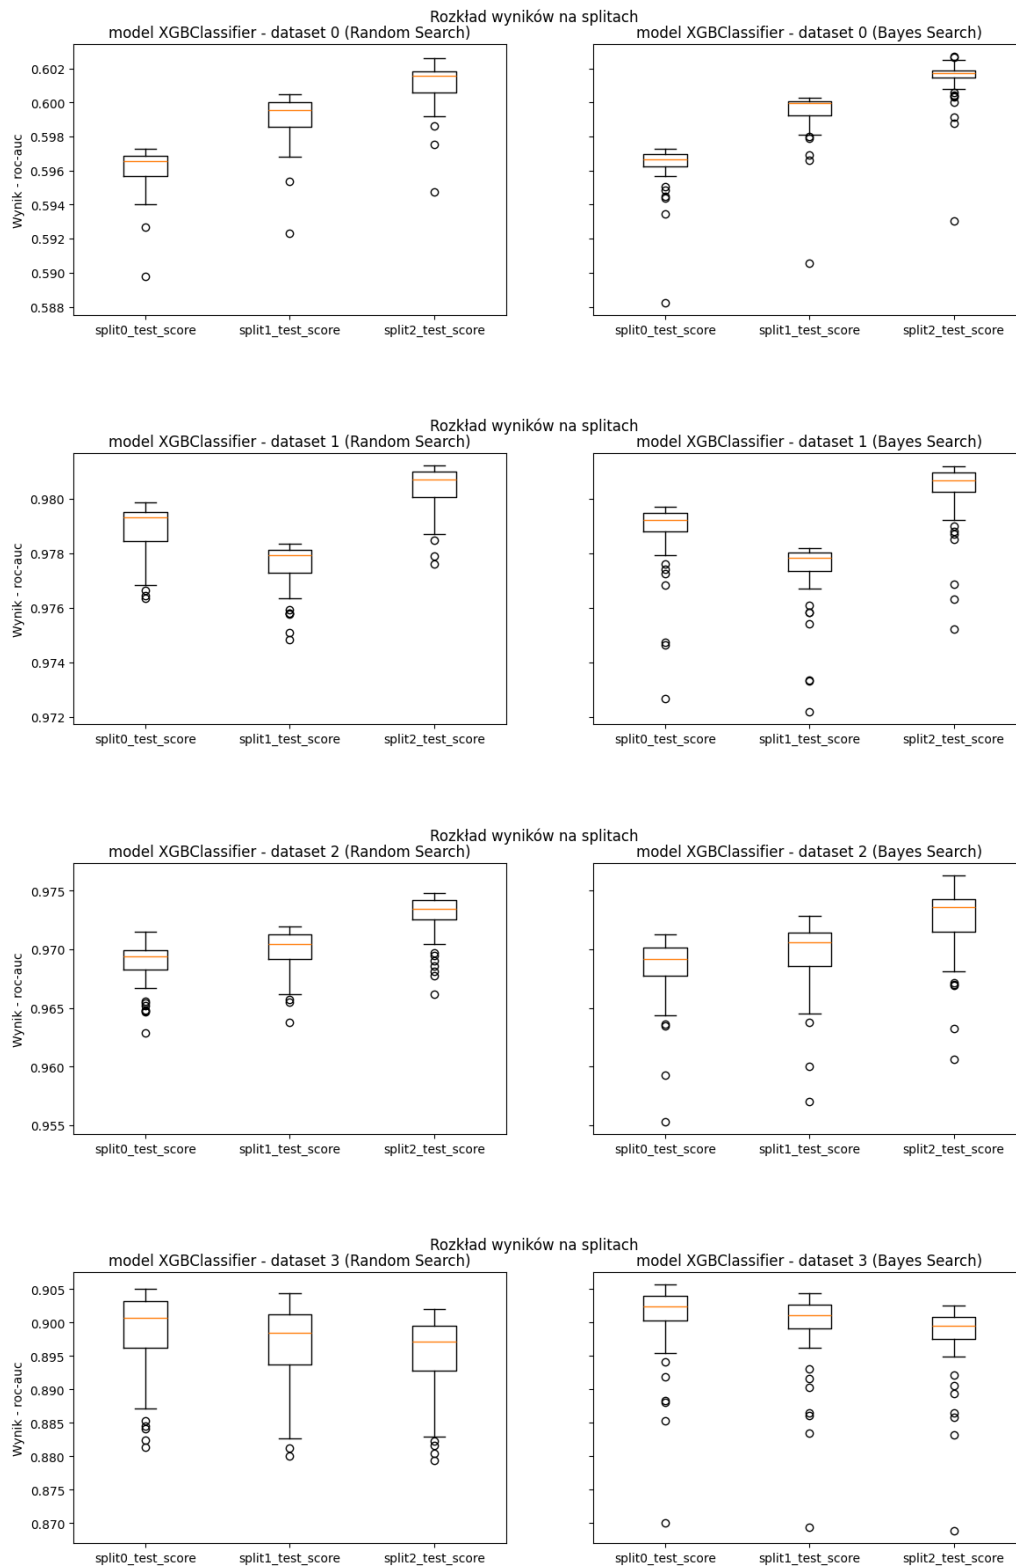 Rozkład wyników na splitach
model XGBClassifier - dataset 0 (Random Search)
model XGBClassifier - dataset 0 (Bayes Search)
Wynik - roc-auc
0.602
0.600
0.598
0.596
0.594
0.592
0.590
0.588
split0_test_score
split1_test_score
split2_test_score
split0_test_score
split1_test_score
split2_test_score
Rozkład wyników na splitach
model XGBClassifier - dataset 1 (Random Search)
model XGBClassifier - dataset 1 (Bayes Search)
Wynik - roc-auc
0.980
0.978
0.976
0.974
0.972
split0_test_score
split1_test_score
split2_test_score
split0_test_score
split1_test_score
split2_test_score
Rozkład wyników na splitach
model XGBClassifier - dataset 2 (Random Search)
model XGBClassifier - dataset 2 (Bayes Search)
Wynik - roc-auc
0.975
0.970
0.965
0.960
0.955
split0_test_score
split1_test_score
split2_test_score
split0_test_score
split1_test_score
split2_test_score
Rozkład wyników na splitach
model XGBClassifier - dataset 3 (Random Search)
model XGBClassifier - dataset 3 (Bayes Search)
Wynik - roc-auc
0.905
0.900
0.895
0.890
0.885
0.880
0.875
0.870
split0_test_score
split1_test_score
split2_test_score
split0_test_score
split1_test_score
split2_test_score